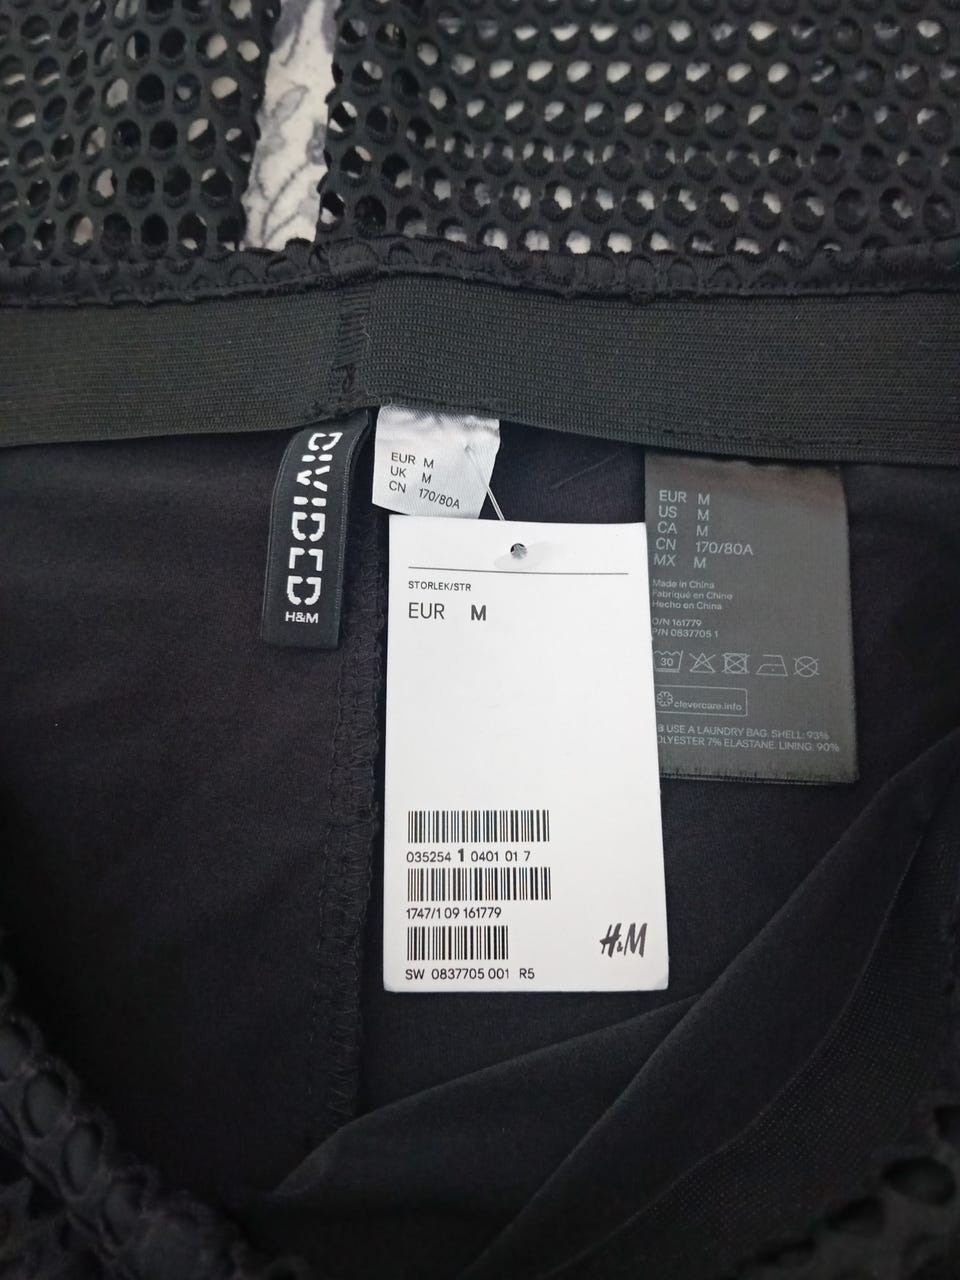 DIVIDED
H&M
EUR M
UK M
CN 170/80A
STORLEK/STR
EUR M
035254 1 0401 01 7
1747/1 09 161779
SW 0837705 001 R5
H&M
EUR M
US M
CA M
CN 170/80A
MX M
Made in China
Fabriqué en Chine
Hecho en China
O/N 161779
P/N 0837705 1
30
clevercare.info
USE A LAUNDRY BAG. SHELL: 93%
7% ELASTANE. LINING: 90%